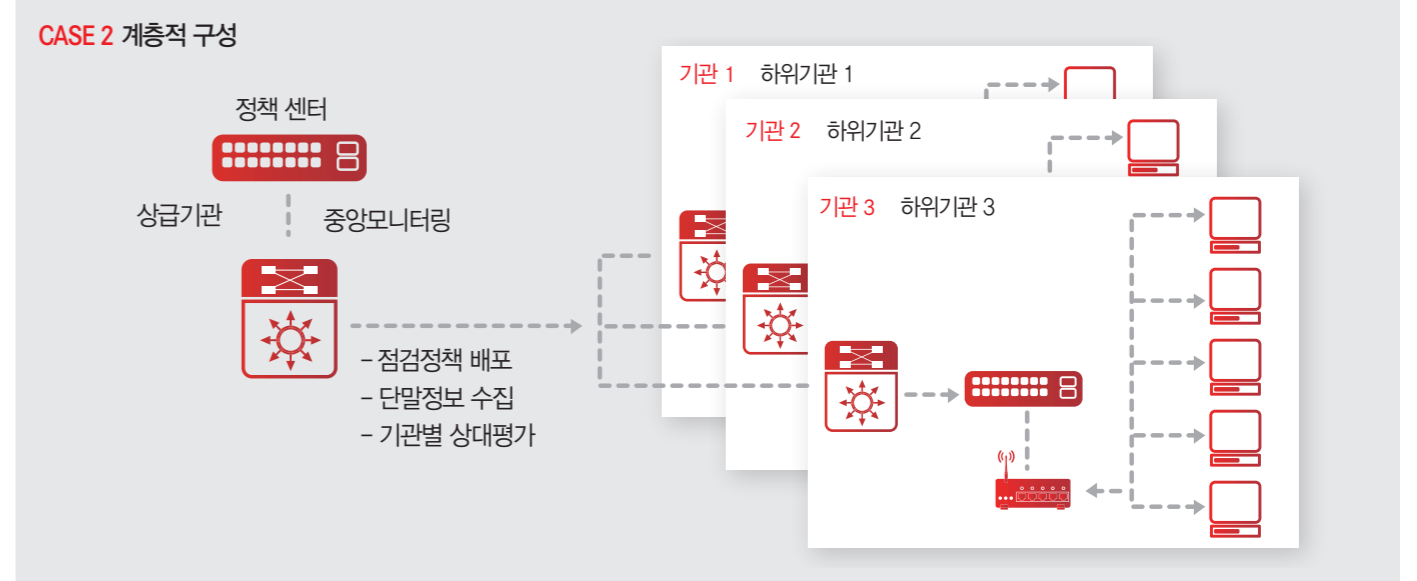 CASE 2 계층적 구성
정책 센터
상급기관
중앙모니터링
- 점검정책 배포
- 단말정보 수집
- 기관별 상대평가
기관 1 하위기관 1
기관 2 하위기관 2
기관 3 하위기관 3